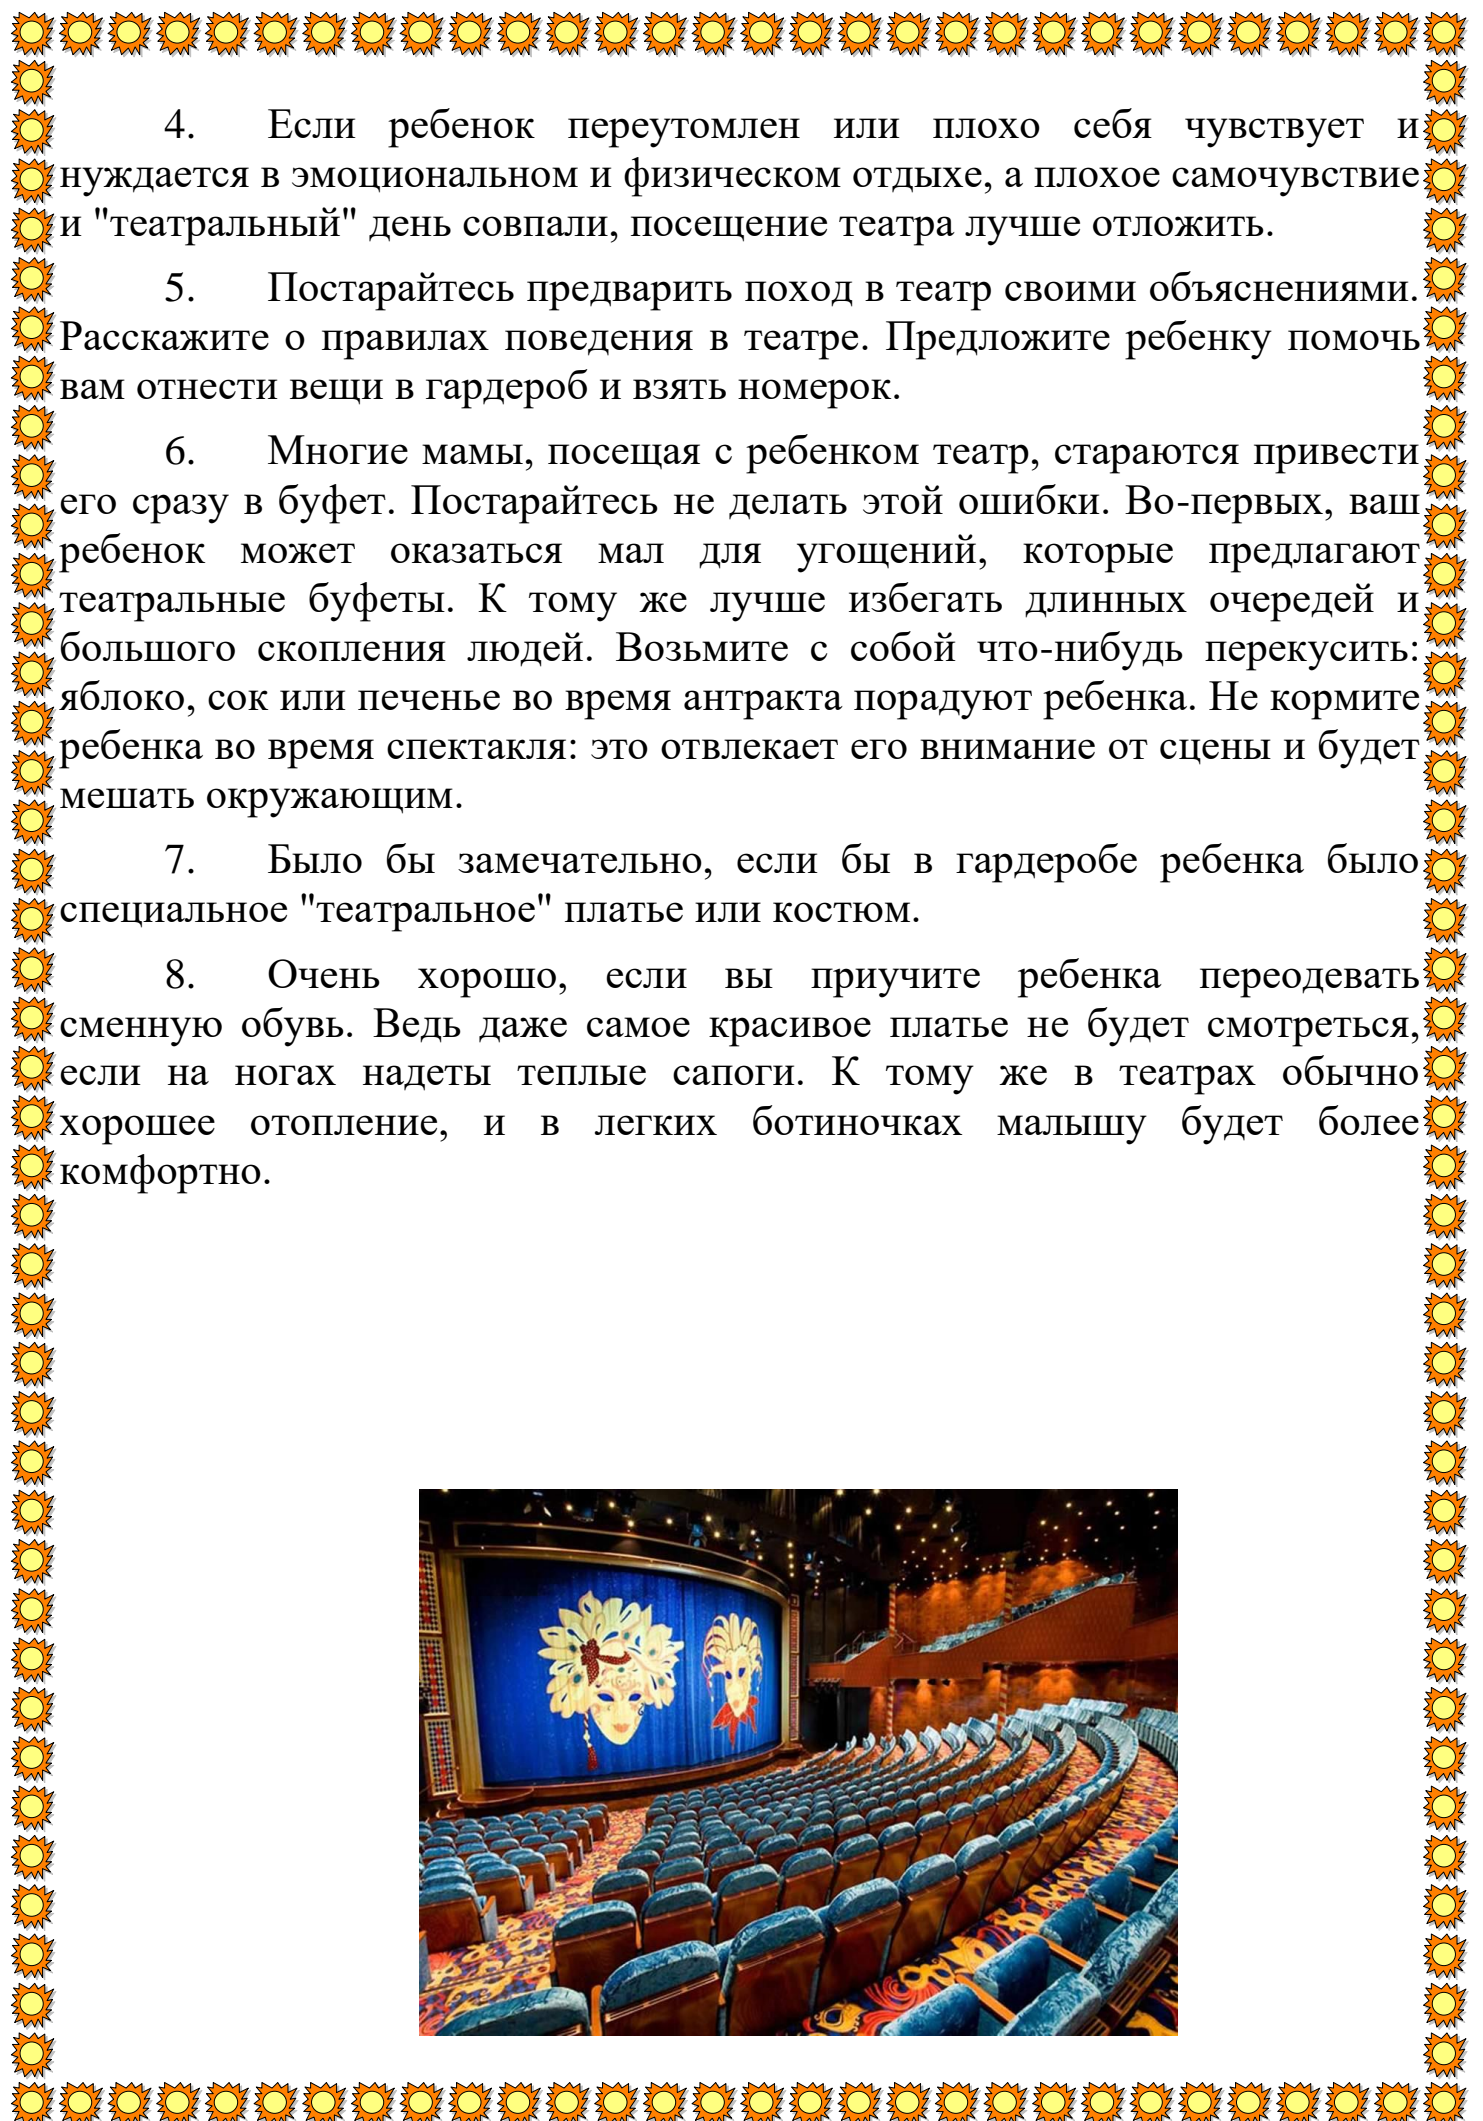 4. Если ребенок переутомлен или плохо себя чувствует и
нуждается в эмоциональном и физическом отдыхе, а плохое самочувствие
и "театральный" день совпали, посещение театра лучше отложить.
5. Постарайтесь предварить поход в театр своими объяснениями.
Расскажите о правилах поведения в театре. Предложите ребенку помочь
вам отнести вещи в гардероб и взять номерок.
6. Многие мамы, посещая с ребенком театр, стараются привести
его сразу в буфет. Постарайтесь не делать этой ошибки. Во-первых, ваш
ребенок может оказаться мал для угощений, которые предлагают
театральные буфеты. К тому же лучше избегать длинных очередей и
большого скопления людей. Возьмите с собой что-нибудь перекусить:
яблоко, сок или печенье во время антракта порадуют ребенка. Не кормите
ребенка во время спектакля: это отвлекает его внимание от сцены и будет
мешать окружающим.
7. Было бы замечательно, если бы в гардеробе ребенка было
специальное "театральное" платье или костюм.
8. Очень хорошо, если вы приучите ребенка переодевать
сменную обувь. Ведь даже самое красивое платье не будет смотреться,
если на ногах надеты теплые сапоги. К тому же в театрах обычно
хорошее отопление, и в легких ботиночках малышу будет более
комфортно.